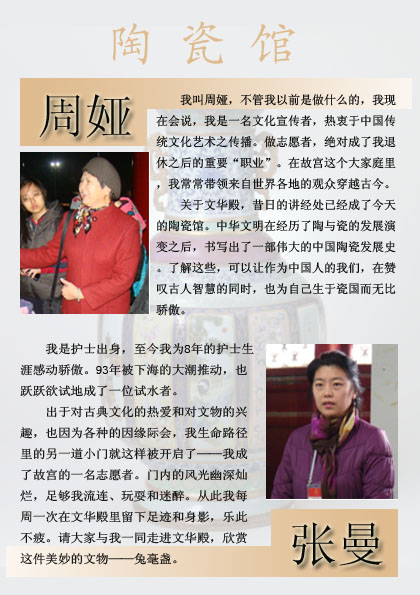 陶瓷馆
周娅
我叫周娅，不管我以前是做什么的，我现
在会说，我是一名文化宣传者，热衷于中国传
统文化艺术之传播。做志愿者，绝对成了我退
休之后的重要“职业”。在故宫这个大家庭里
，我常常带领来自世界各地的观众穿越古今。
关于文华殿，昔日的讲经处已经成了今天
的陶瓷馆。中华文明在经历了陶与瓷的发展演
变之后，书写出了一部伟大的中国陶瓷发展史
。了解这些，可以让作为中国人的我们，在赞
叹古人智慧的同时，也为自己生于瓷国而无比
骄傲。
我是护士出身，至今我为8年的护士生
涯感动骄傲。93年被下海的大潮推动，也
跃跃欲试地成了一位试水者。
出于对古典文化的热爱和对文物的兴
趣，也因为各种的因缘际会，我生命路径
里的另一道小门就这样被开启了——我成
了故宫的一名志愿者。门内的风光幽深灿
烂，足够我流连、玩耍和迷醉。从此我每
周一次在文华殿里留下足迹和身影，乐此
不疲。请大家与我一同走进文华殿，欣赏
这件美妙的文物——兔毫盏。
张曼